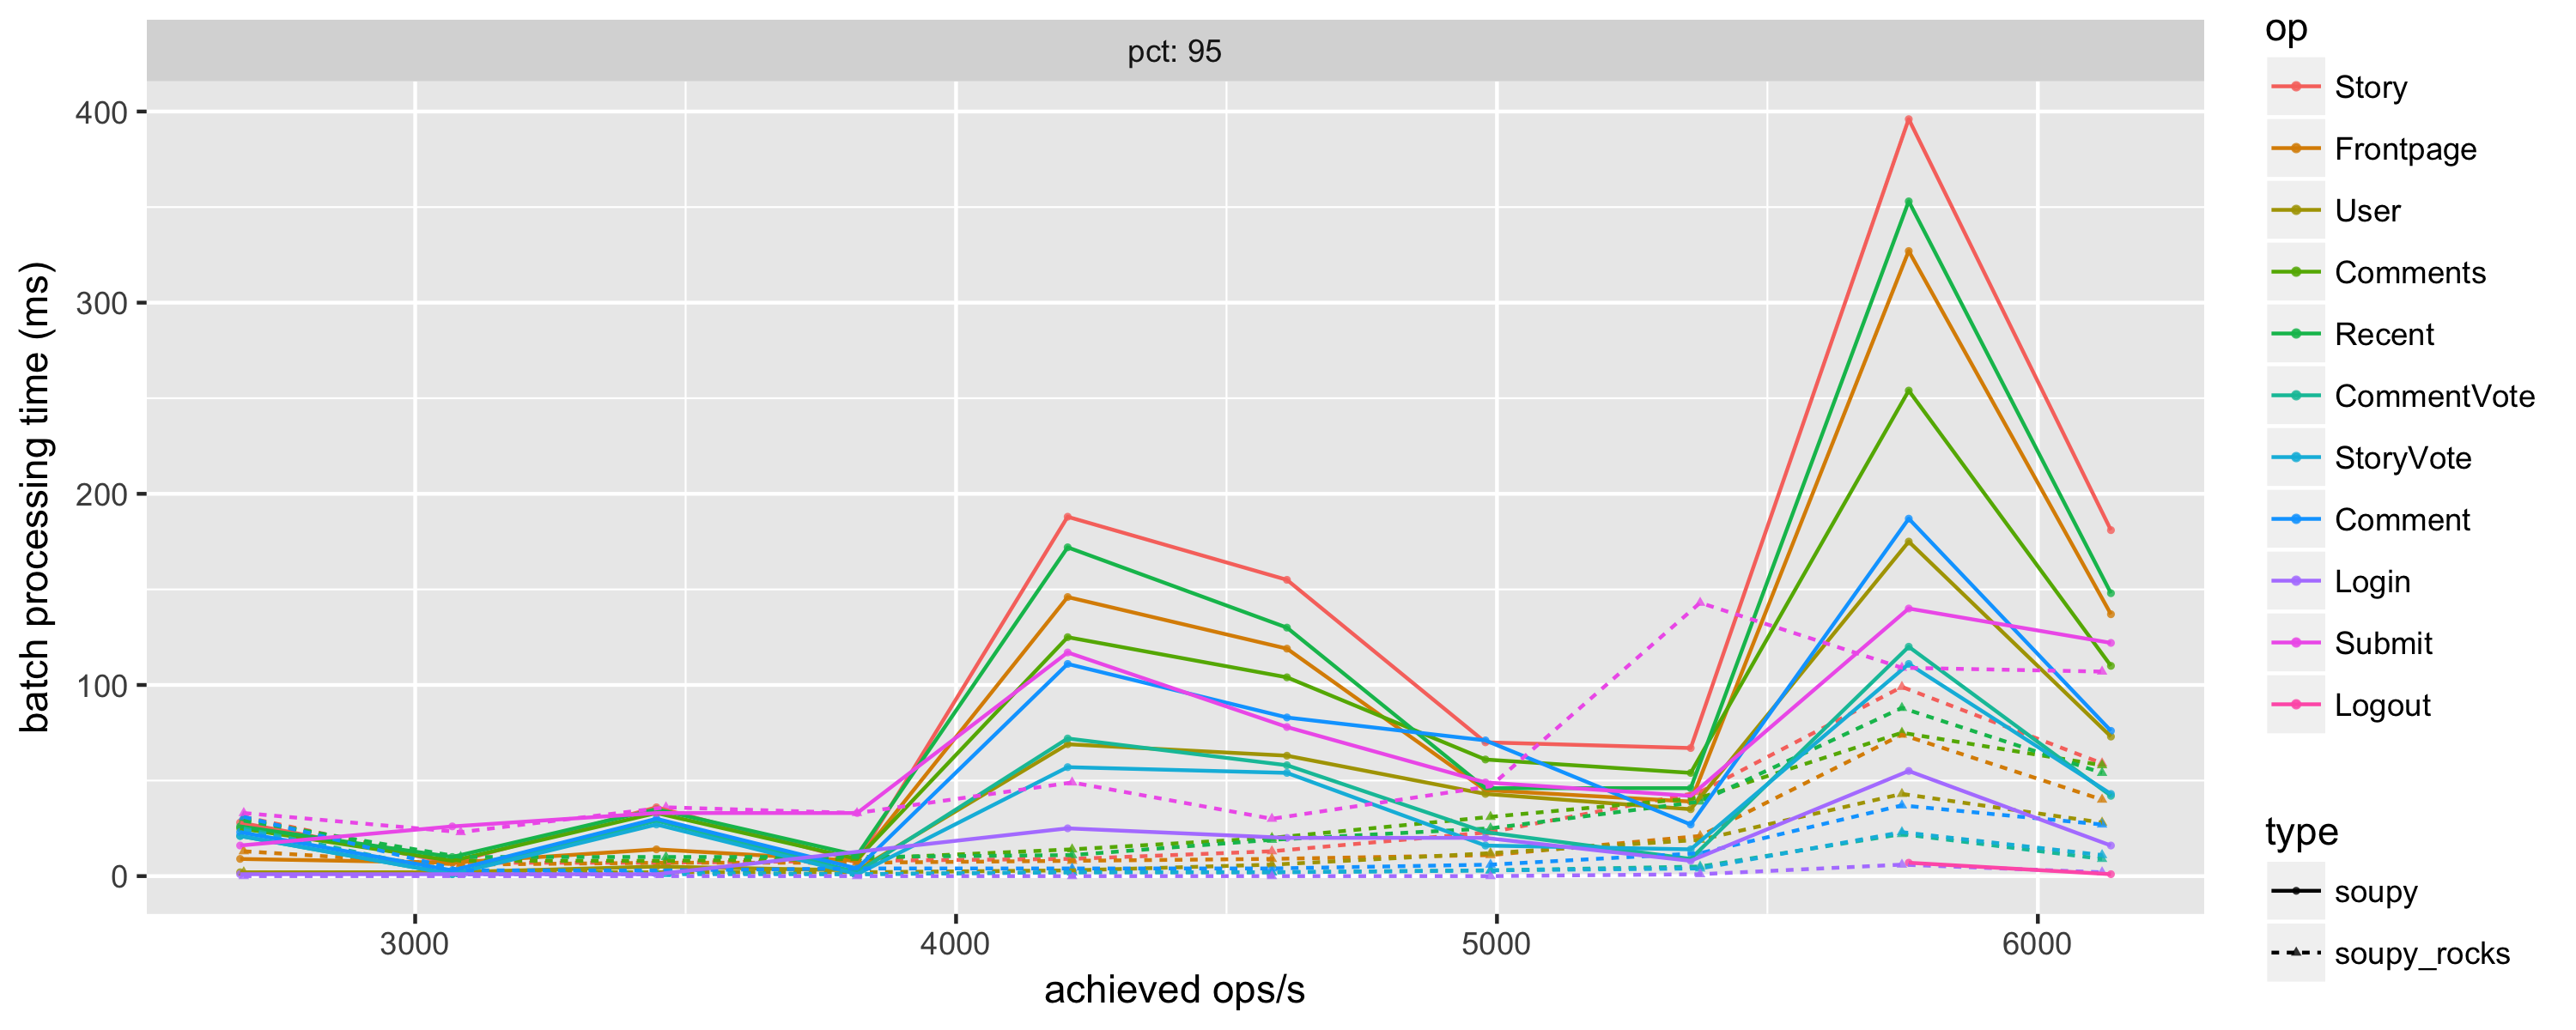 pct: 95
400
300
200
100
0
batch processing time (ms)
3000 4000 5000 6000
achieved ops/s
op
Story
Frontpage
User
Comments
Recent
CommentVote
StoryVote
Comment
Login
Submit
Logout
type
soupy
soupy_rocks